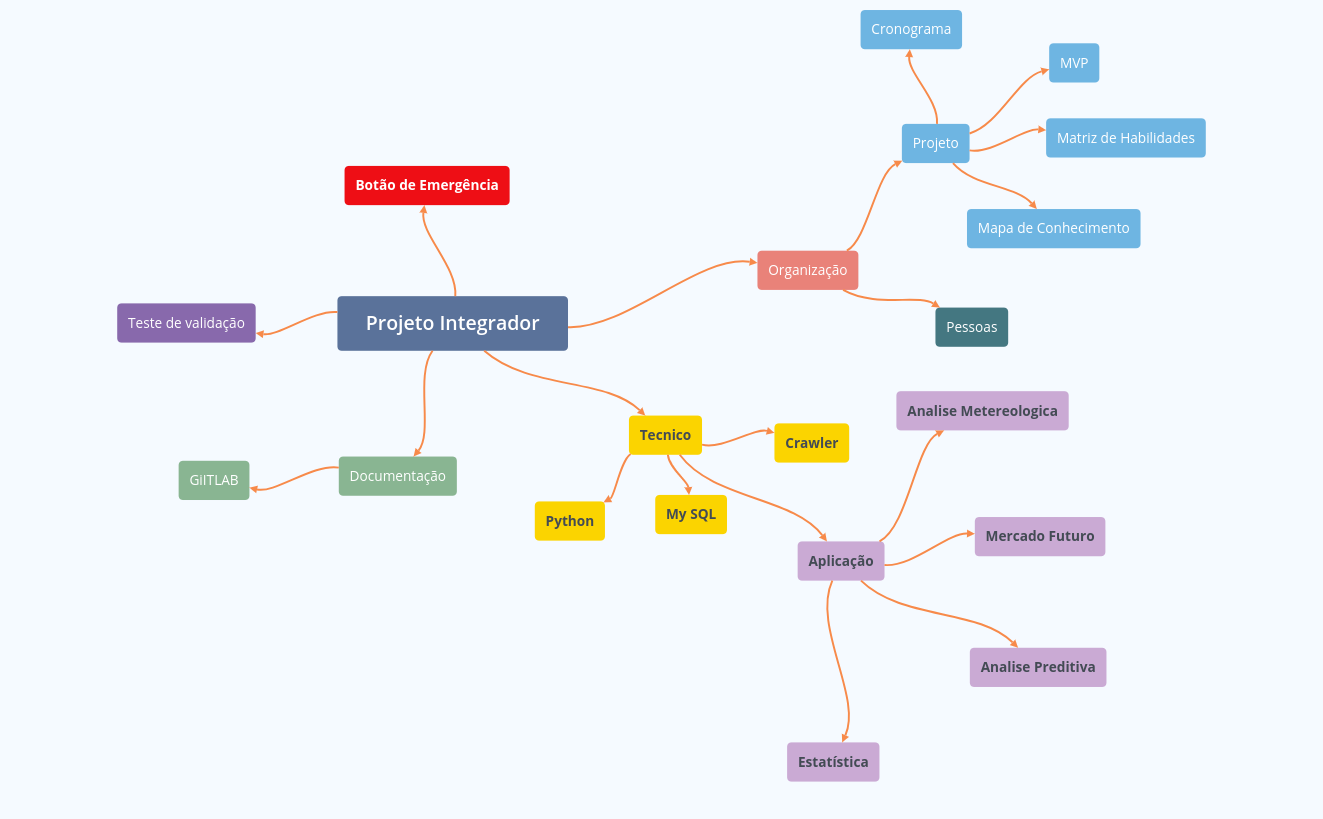 Cronograma
MVP
Projeto
Matriz de Habilidades
Botão de Emergência
Mapa de Conhecimento
Organização
Teste de validação
Projeto Integrador
Pessoas
Analise Metereologica
Tecnico
Crawler
GIITLAB
Documentação
Python
My SQL
Mercado Futuro
Aplicação
Analise Preditiva
Estatística